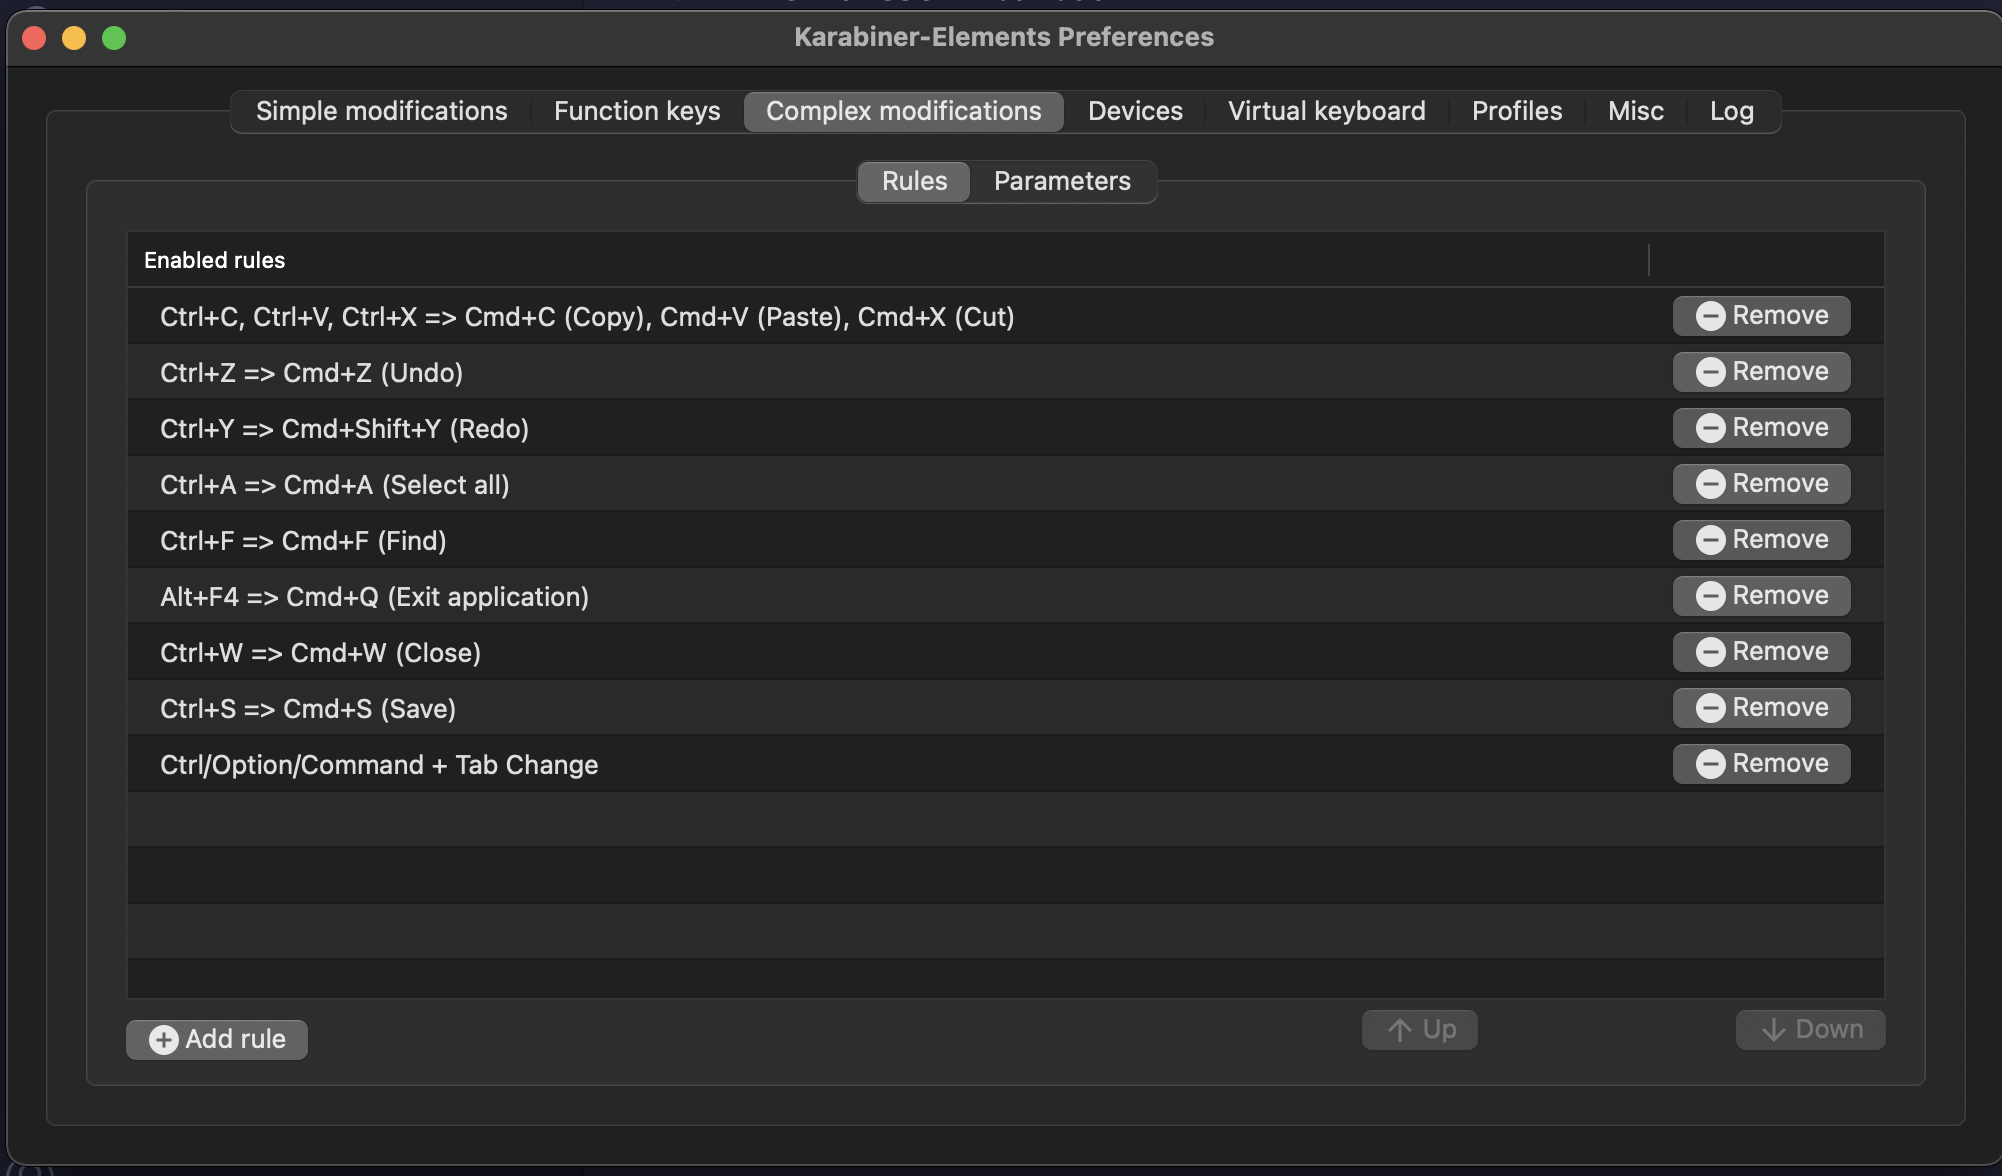 Karabiner-Elements Preferences
Simple modifications Function keys Complex modifications Devices Virtual keyboard Profiles Misc Log
Rules Parameters
Enabled rules
Ctrl+C, Ctrl+V, Ctrl+X => Cmd+C (Copy), Cmd+V (Paste), Cmd+X (Cut) Remove
Ctrl+Z => Cmd+Z (Undo) Remove
Ctrl+Y => Cmd+Shift+Y (Redo) Remove
Ctrl+A => Cmd+A (Select all) Remove
Ctrl+F => Cmd+F (Find) Remove
Alt+F4 => Cmd+Q (Exit application) Remove
Ctrl+W => Cmd+W (Close) Remove
Ctrl+S => Cmd+S (Save) Remove
Ctrl/Option/Command + Tab Change Remove
Add rule Up Down